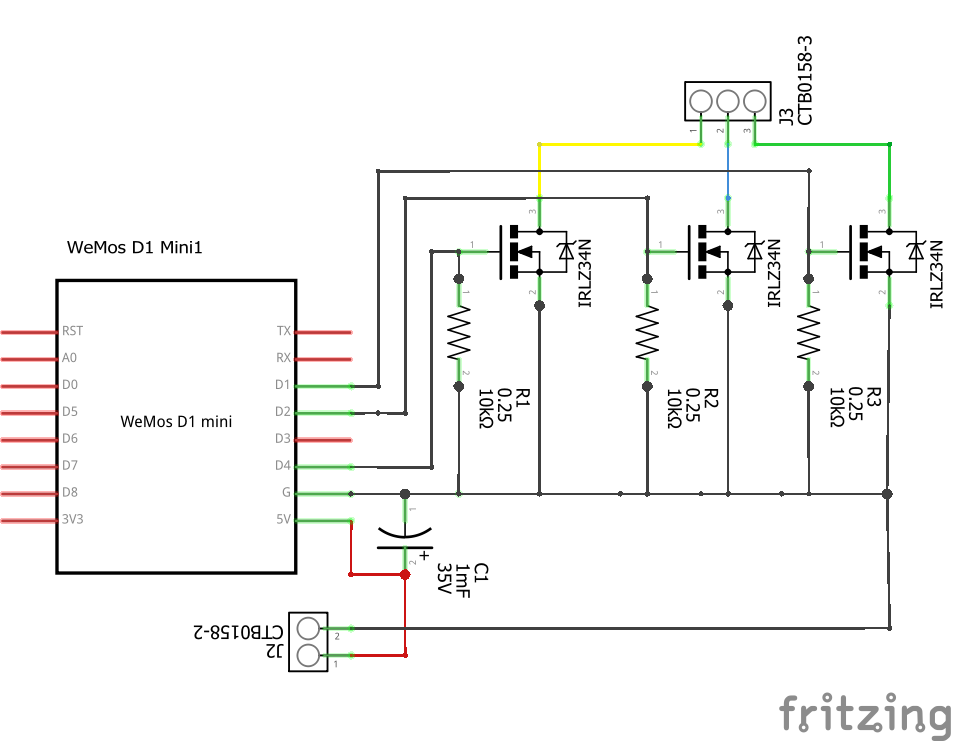 CTB0158-3
J3
1
2
3
WeMos D1 Mini1
3
1
2
IRLZ34N
3
1
2
IRLZ34N
3
1
2
IRLZ34N
RST
A0
D0
D5
D6
D7
D8
3V3
WeMos D1 mini
TX
RX
D1
D2
D3
D4
G
5V
1
2
R1
0.25
10kΩ
1
2
R2
0.25
10kΩ
1
2
R3
0.25
10kΩ
1
+
2
C1
1mF
35V
CTB0158-2
J2
2
1
fritzing